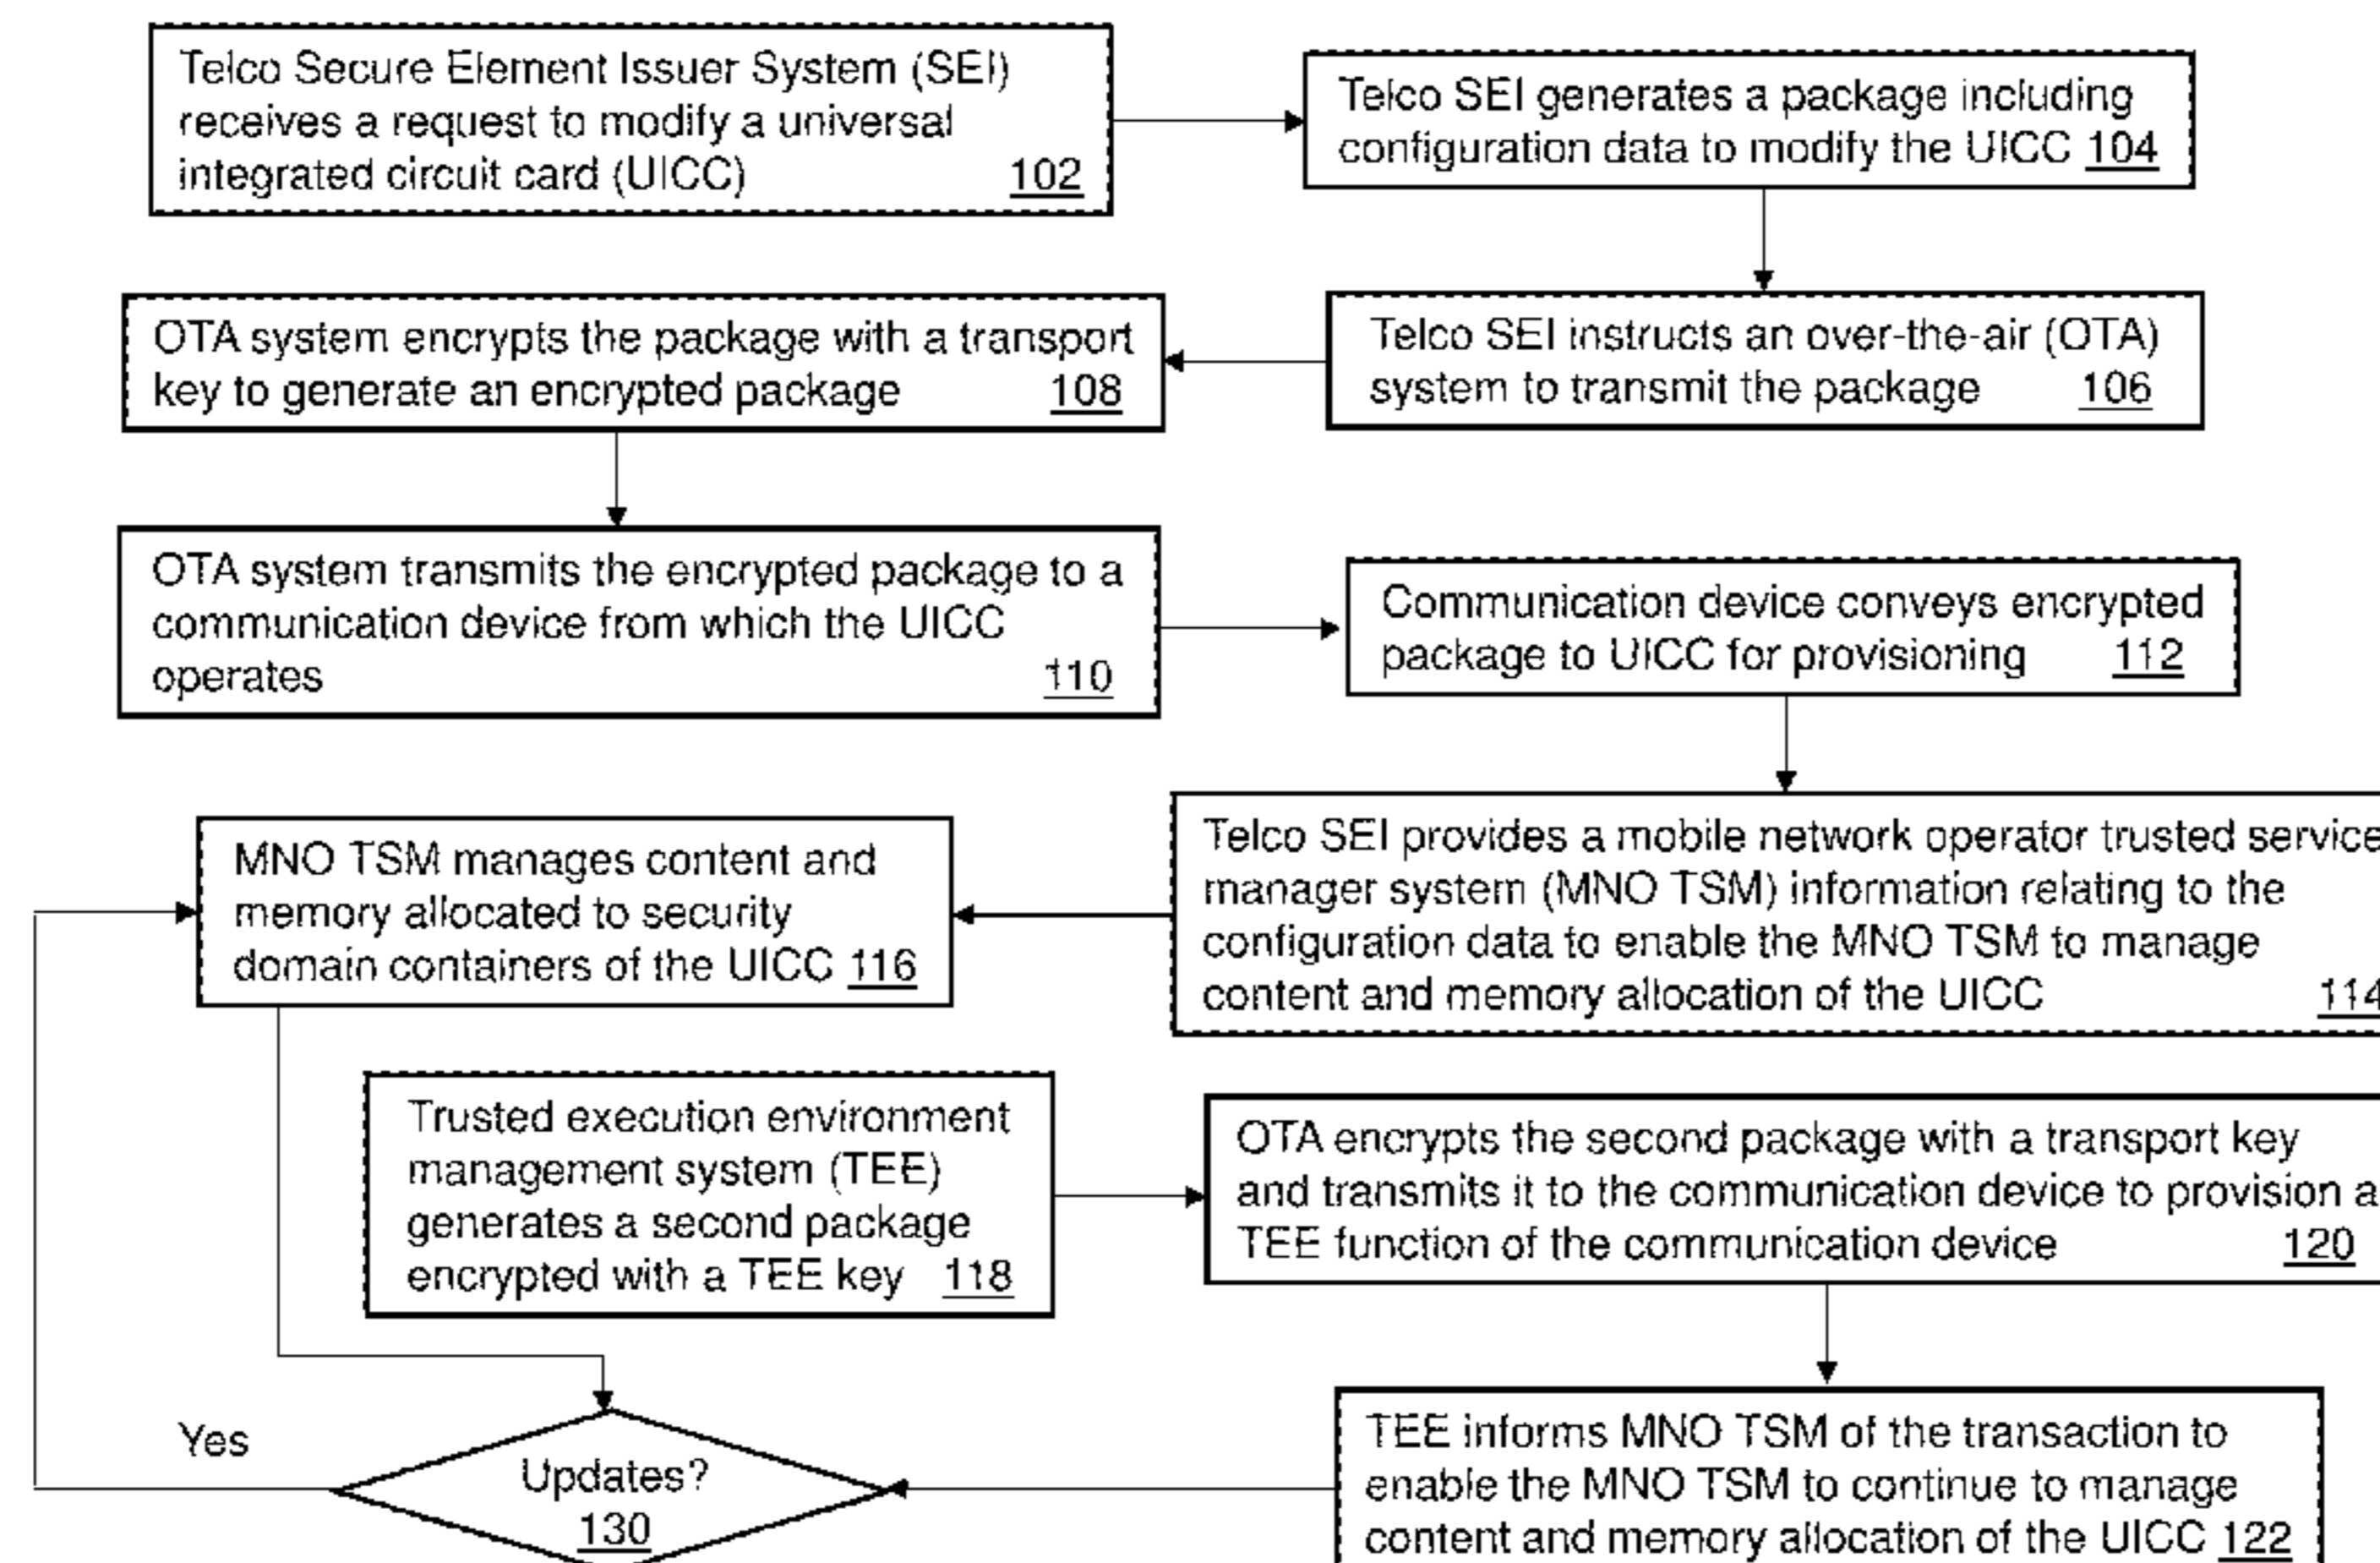 Telco Secure Element Issuer System (SEI)
receives a request to modify a universal
integrated circuit card (UICC) 102
Telco SEI generates a package including
configuration data to modify the UICC 104
Telco SEI instructs an over-the-air (OTA)
system to transmit the package 106
OTA system encrypts the package with a transport
key to generate an encrypted package 108
OTA system transmits the encrypted package to a
communication device from which the UICC
operates 110
Communication device conveys encrypted
package to UICC for provisioning 112
Telco SEI provides a mobile network operator trusted service
manager system (MNO TSM) information relating to the
configuration data to enable the MNO TSM to manage
content and memory allocation of the UICC 114
MNO TSM manages content and
memory allocated to security
domain containers of the UICC 116
Trusted execution environment
management system (TEE)
generates a second package
encrypted with a TEE key 118
OTA encrypts the second package with a transport key
and transmits it to the communication device to provision a
TEE function of the communication device 120
TEE informs MNO TSM of the transaction to
enable the MNO TSM to continue to manage
content and memory allocation of the UICC 122
Updates?
130
Yes